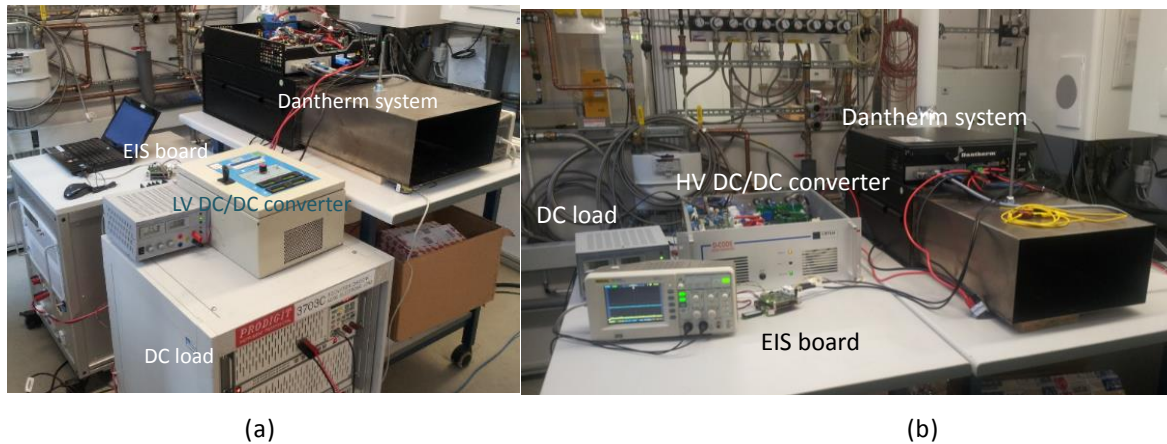 Dantherm system
EIS board
LV DC/DC converter
PRODIGIT
3703C
DC load
(a)
Dantherm system
Dantherm
HV DC/DC converter
DC load
EIS board
(b)